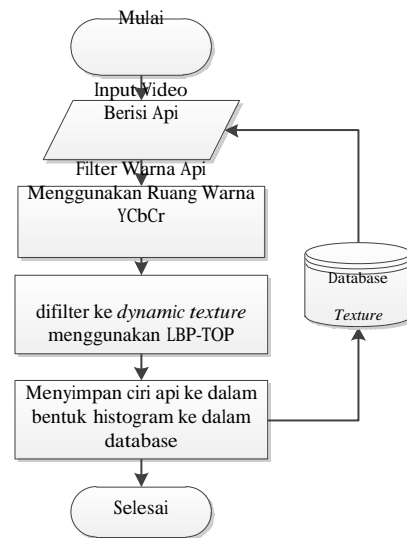 Mulai
Input Video
Berisi Api
Filter Warna Api
Menggunakan Ruang Warna
YCbCr
difilter ke dynamic texture
menggunakan LBP-TOP
Menyimpan ciri api ke dalam
bentuk histogram ke dalam
database
Selesai
Database
Texture